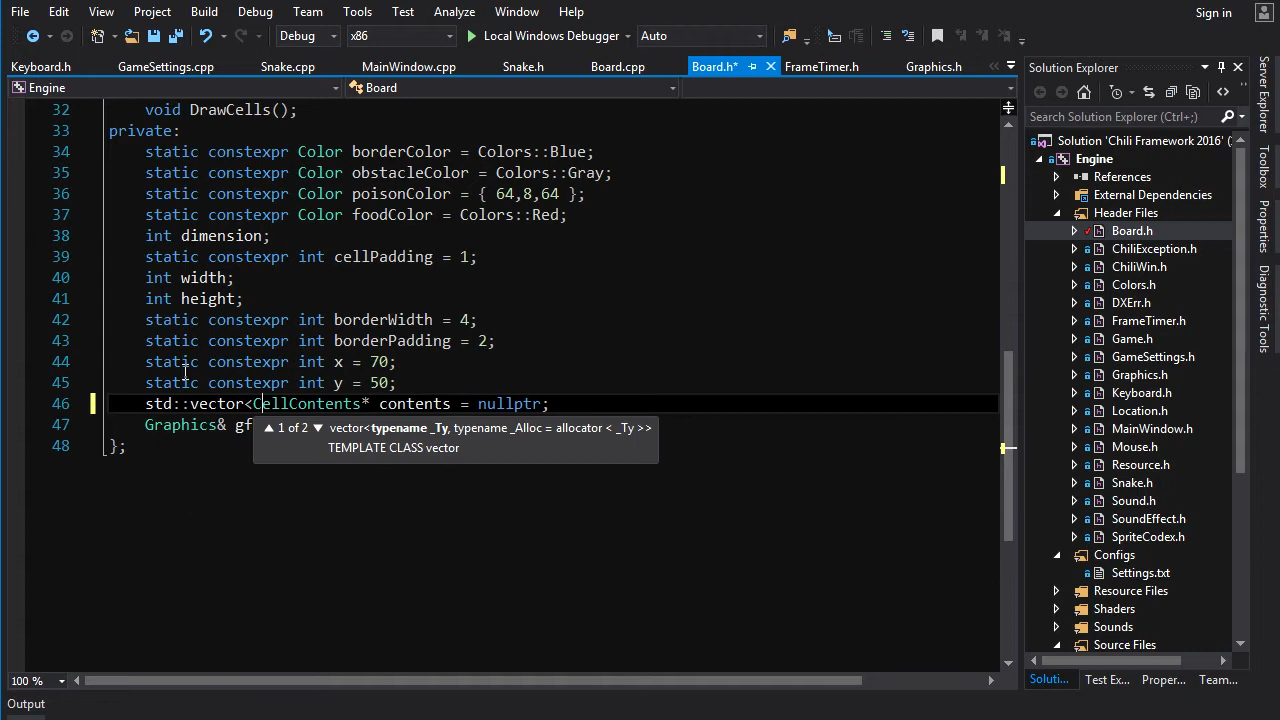 File Edit View Project Build Debug Team Tools Test Analyze Window Help Sign in
Debug x86 Local Windows Debugger Auto
Keyboard.h GameSettings.cpp Snake.cpp MainWindow.cpp Snake.h Board.cpp Board.h* FrameTimer.h Graphics.h
Engine Board
32 void DrawCells();
33 private:
34 static constexpr Color borderColor = Colors::Blue;
35 static constexpr Color obstacleColor = Colors::Gray;
36 static constexpr Color poisonColor = { 64,8,64 };
37 static constexpr Color foodColor = Colors::Red;
38 int dimension;
39 static constexpr int cellPadding = 1;
40 int width;
41 int height;
42 static constexpr int borderWidth = 4;
43 static constexpr int borderPadding = 2;
44 static constexpr int x = 70;
45 static constexpr int y = 50;
46 std::vector<CellContents* contents = nullptr;
47 Graphics& gf
48 };
1 of 2 vector<typename _Ty, typename _Alloc = allocator < _Ty >>
TEMPLATE CLASS vector
100 %
Output
Solution Explorer
Search Solution Explorer (Ctrl+;)
Solution 'Chili Framework 2016' (
Engine
References
External Dependencies
Header Files
Board.h
ChiliException.h
ChiliWin.h
Colors.h
DXErr.h
FrameTimer.h
Game.h
GameSettings.h
Graphics.h
Keyboard.h
Location.h
MainWindow.h
Mouse.h
Resource.h
Snake.h
Sound.h
SoundEffect.h
SpriteCodex.h
Configs
Settings.txt
Resource Files
Shaders
Sounds
Source Files
Soluti... Test Ex... Proper... Team...
Server Explorer
Toolbox
Properties
Diagnostic Tools